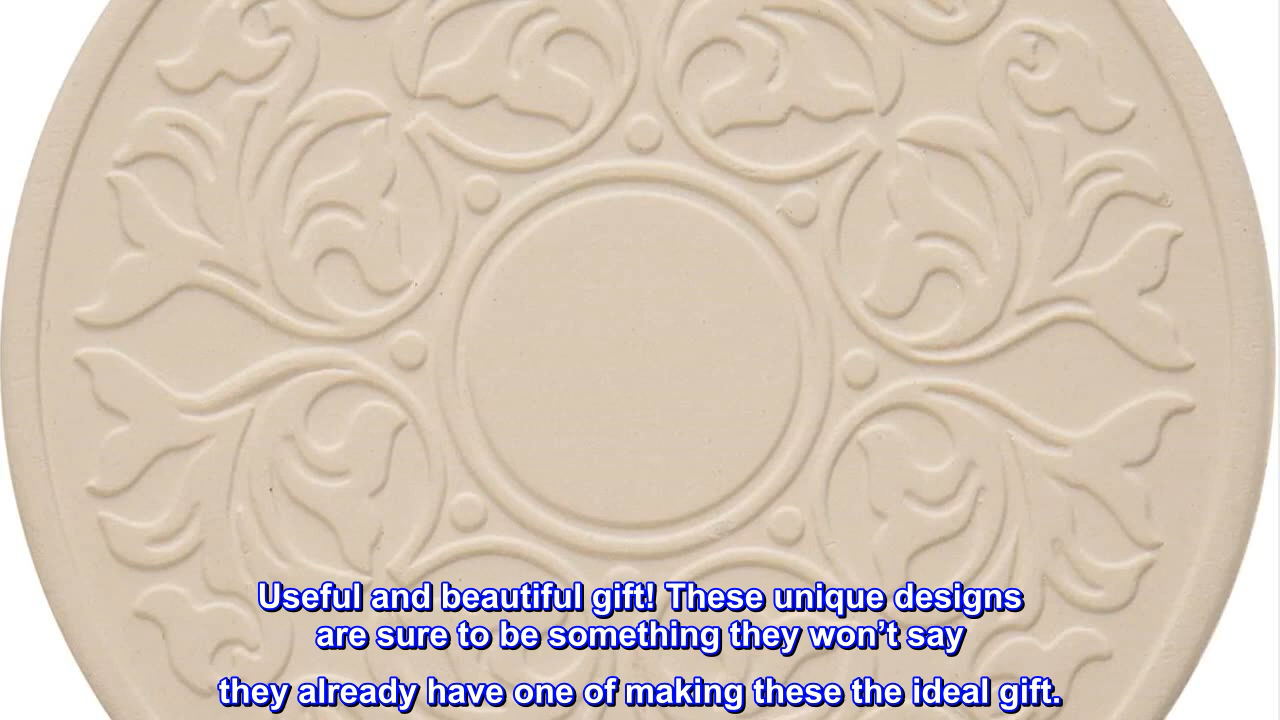 Useful and beautiful gift! These unique designs
are sure to be something they won’t say
they already have one of making these the ideal gift.